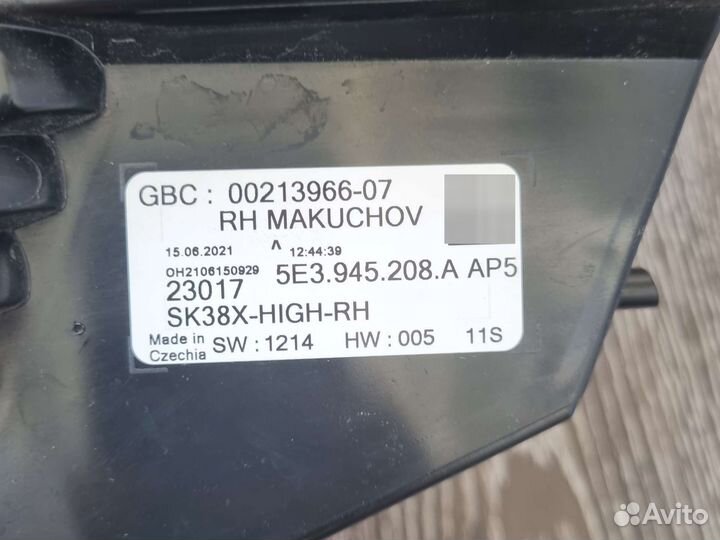 GBC : 00213966-07
RH MAKUCHOV
15.06.2021 ^ 12:44:39
OH2106150929 5E3.945.208.A AP5
23017
SK38X-HIGH-RH
Made in Czechia SW : 1214 HW : 005 11S
Avito